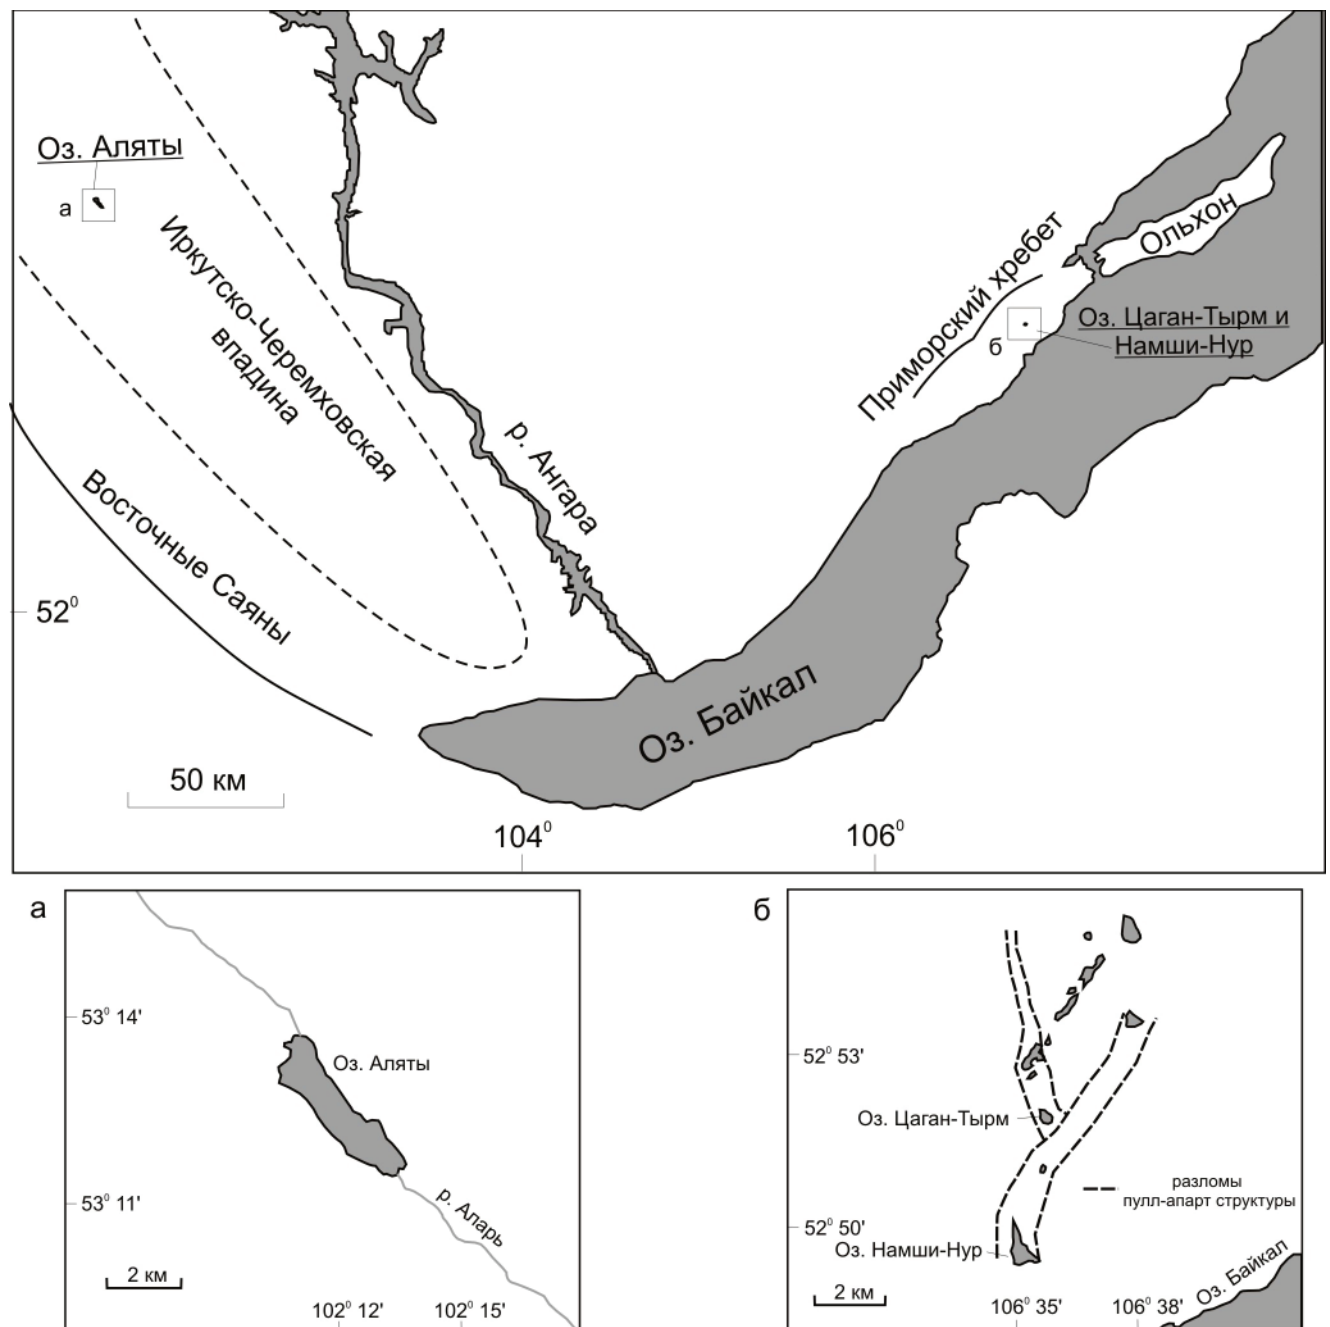 Оз. Аляты
а
Иркутско-Черемховская
впадина
Восточные Саяны
р. Ангара
Приморский хребет
Ольхон
Оз. Цаган-Тырм и
Намши-Нур
б
52⁰
Оз. Байкал
50 км
104⁰
106⁰
а
53⁰ 14'
Оз. Аляты
53⁰ 11'
р. Аларь
2 км
102⁰ 12'
102⁰ 15'
б
52⁰ 53'
Оз. Цаган-Тырм
разломы
пулл-апарт структуры
52⁰ 50'
Оз. Намши-Нур
Оз. Байкал
2 км
106⁰ 35'
106⁰ 38'